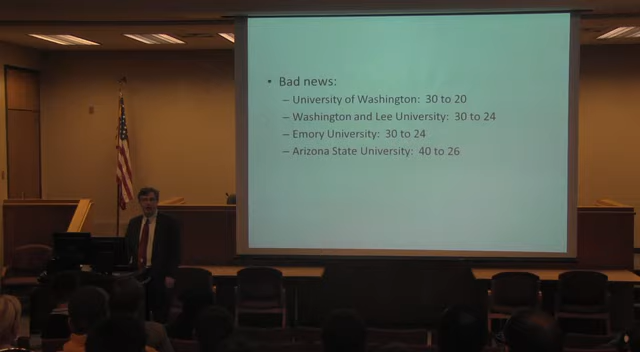 • Bad news:
– University of Washington: 30 to 20
– Washington and Lee University: 30 to 24
– Emory University: 30 to 24
– Arizona State University: 40 to 26